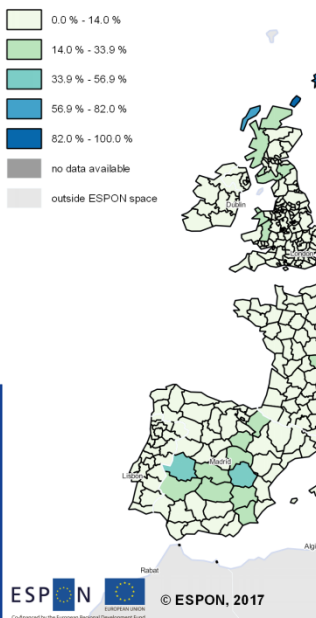 0.0 % - 14.0 %
14.0 % - 33.9 %
33.9 % - 56.9 %
56.9 % - 82.0 %
82.0 % - 100.0 %
no data available
outside ESPON space
Dublin
London
Madrid
Lisbon
Algi
Rabat
ESPON
EUROPEAN UNION
© ESPON, 2017
Co-financed by the European Regional Development Fund